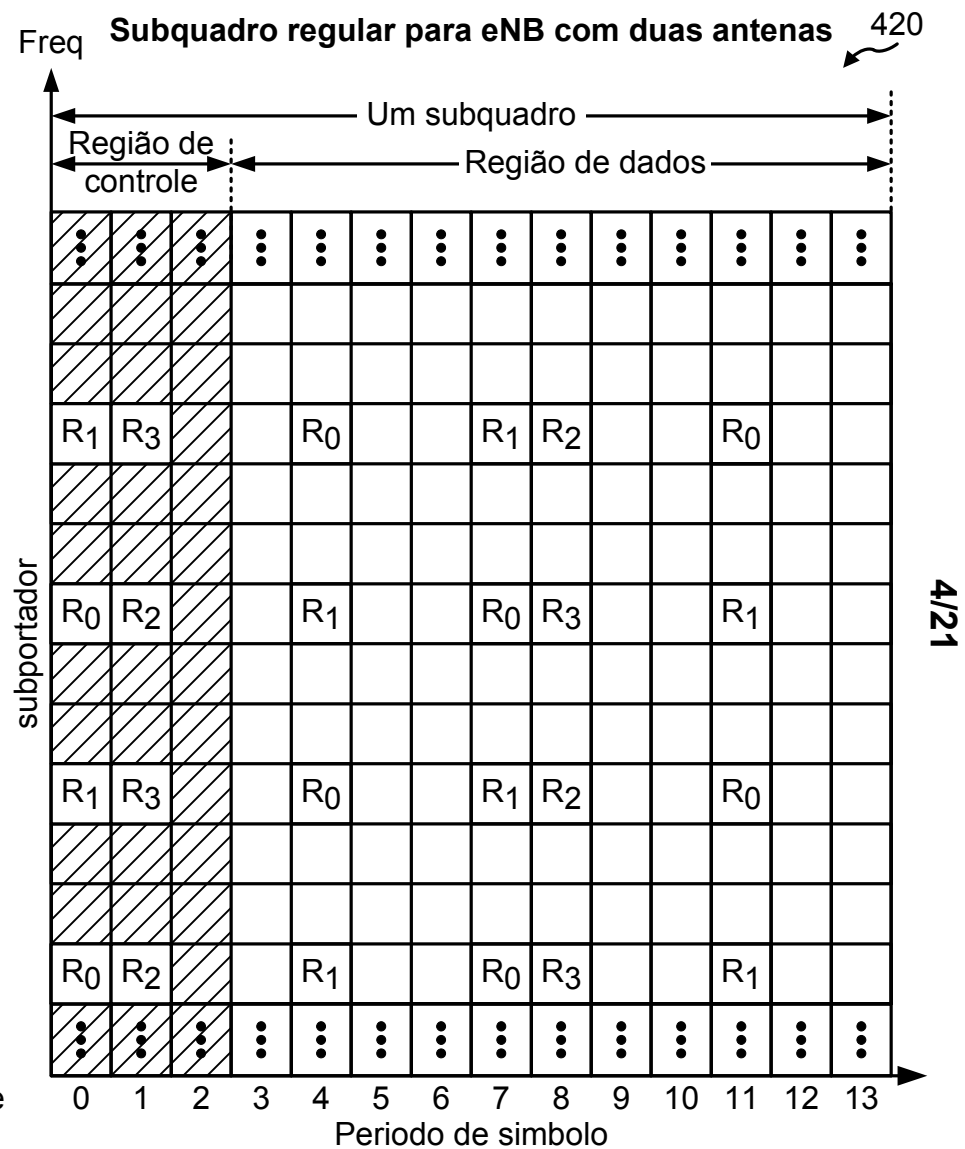 Subquadro regular para eNB com duas antenas
420
Freq
Um subquadro
Região de controle
Região de dados
R1 R3 R0 R1 R2 R0
R0 R2 R1 R0 R3 R1
R1 R3 R0 R1 R2 R0
R0 R2 R1 R0 R3 R1
subportador
4/21
e 0 1 2 3 4 5 6 7 8 9 10 11 12 13
Periodo de simbolo